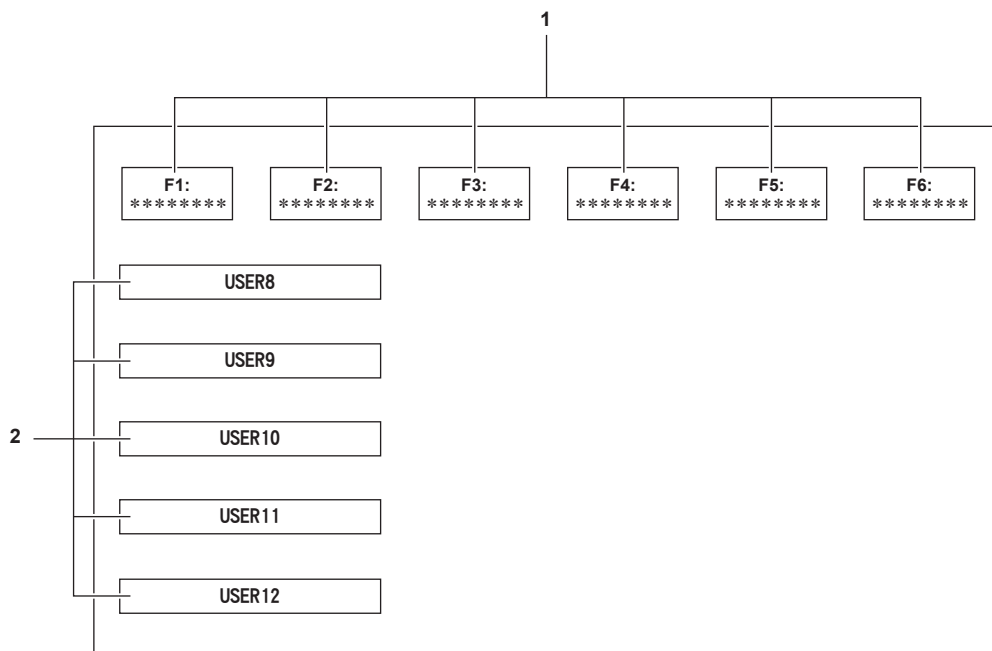 1
F1: F2: F3: F4: F5: F6:
******** ******** ******** ******** ******** ********
USER8
USER9
2 USER10
USER11
USER12